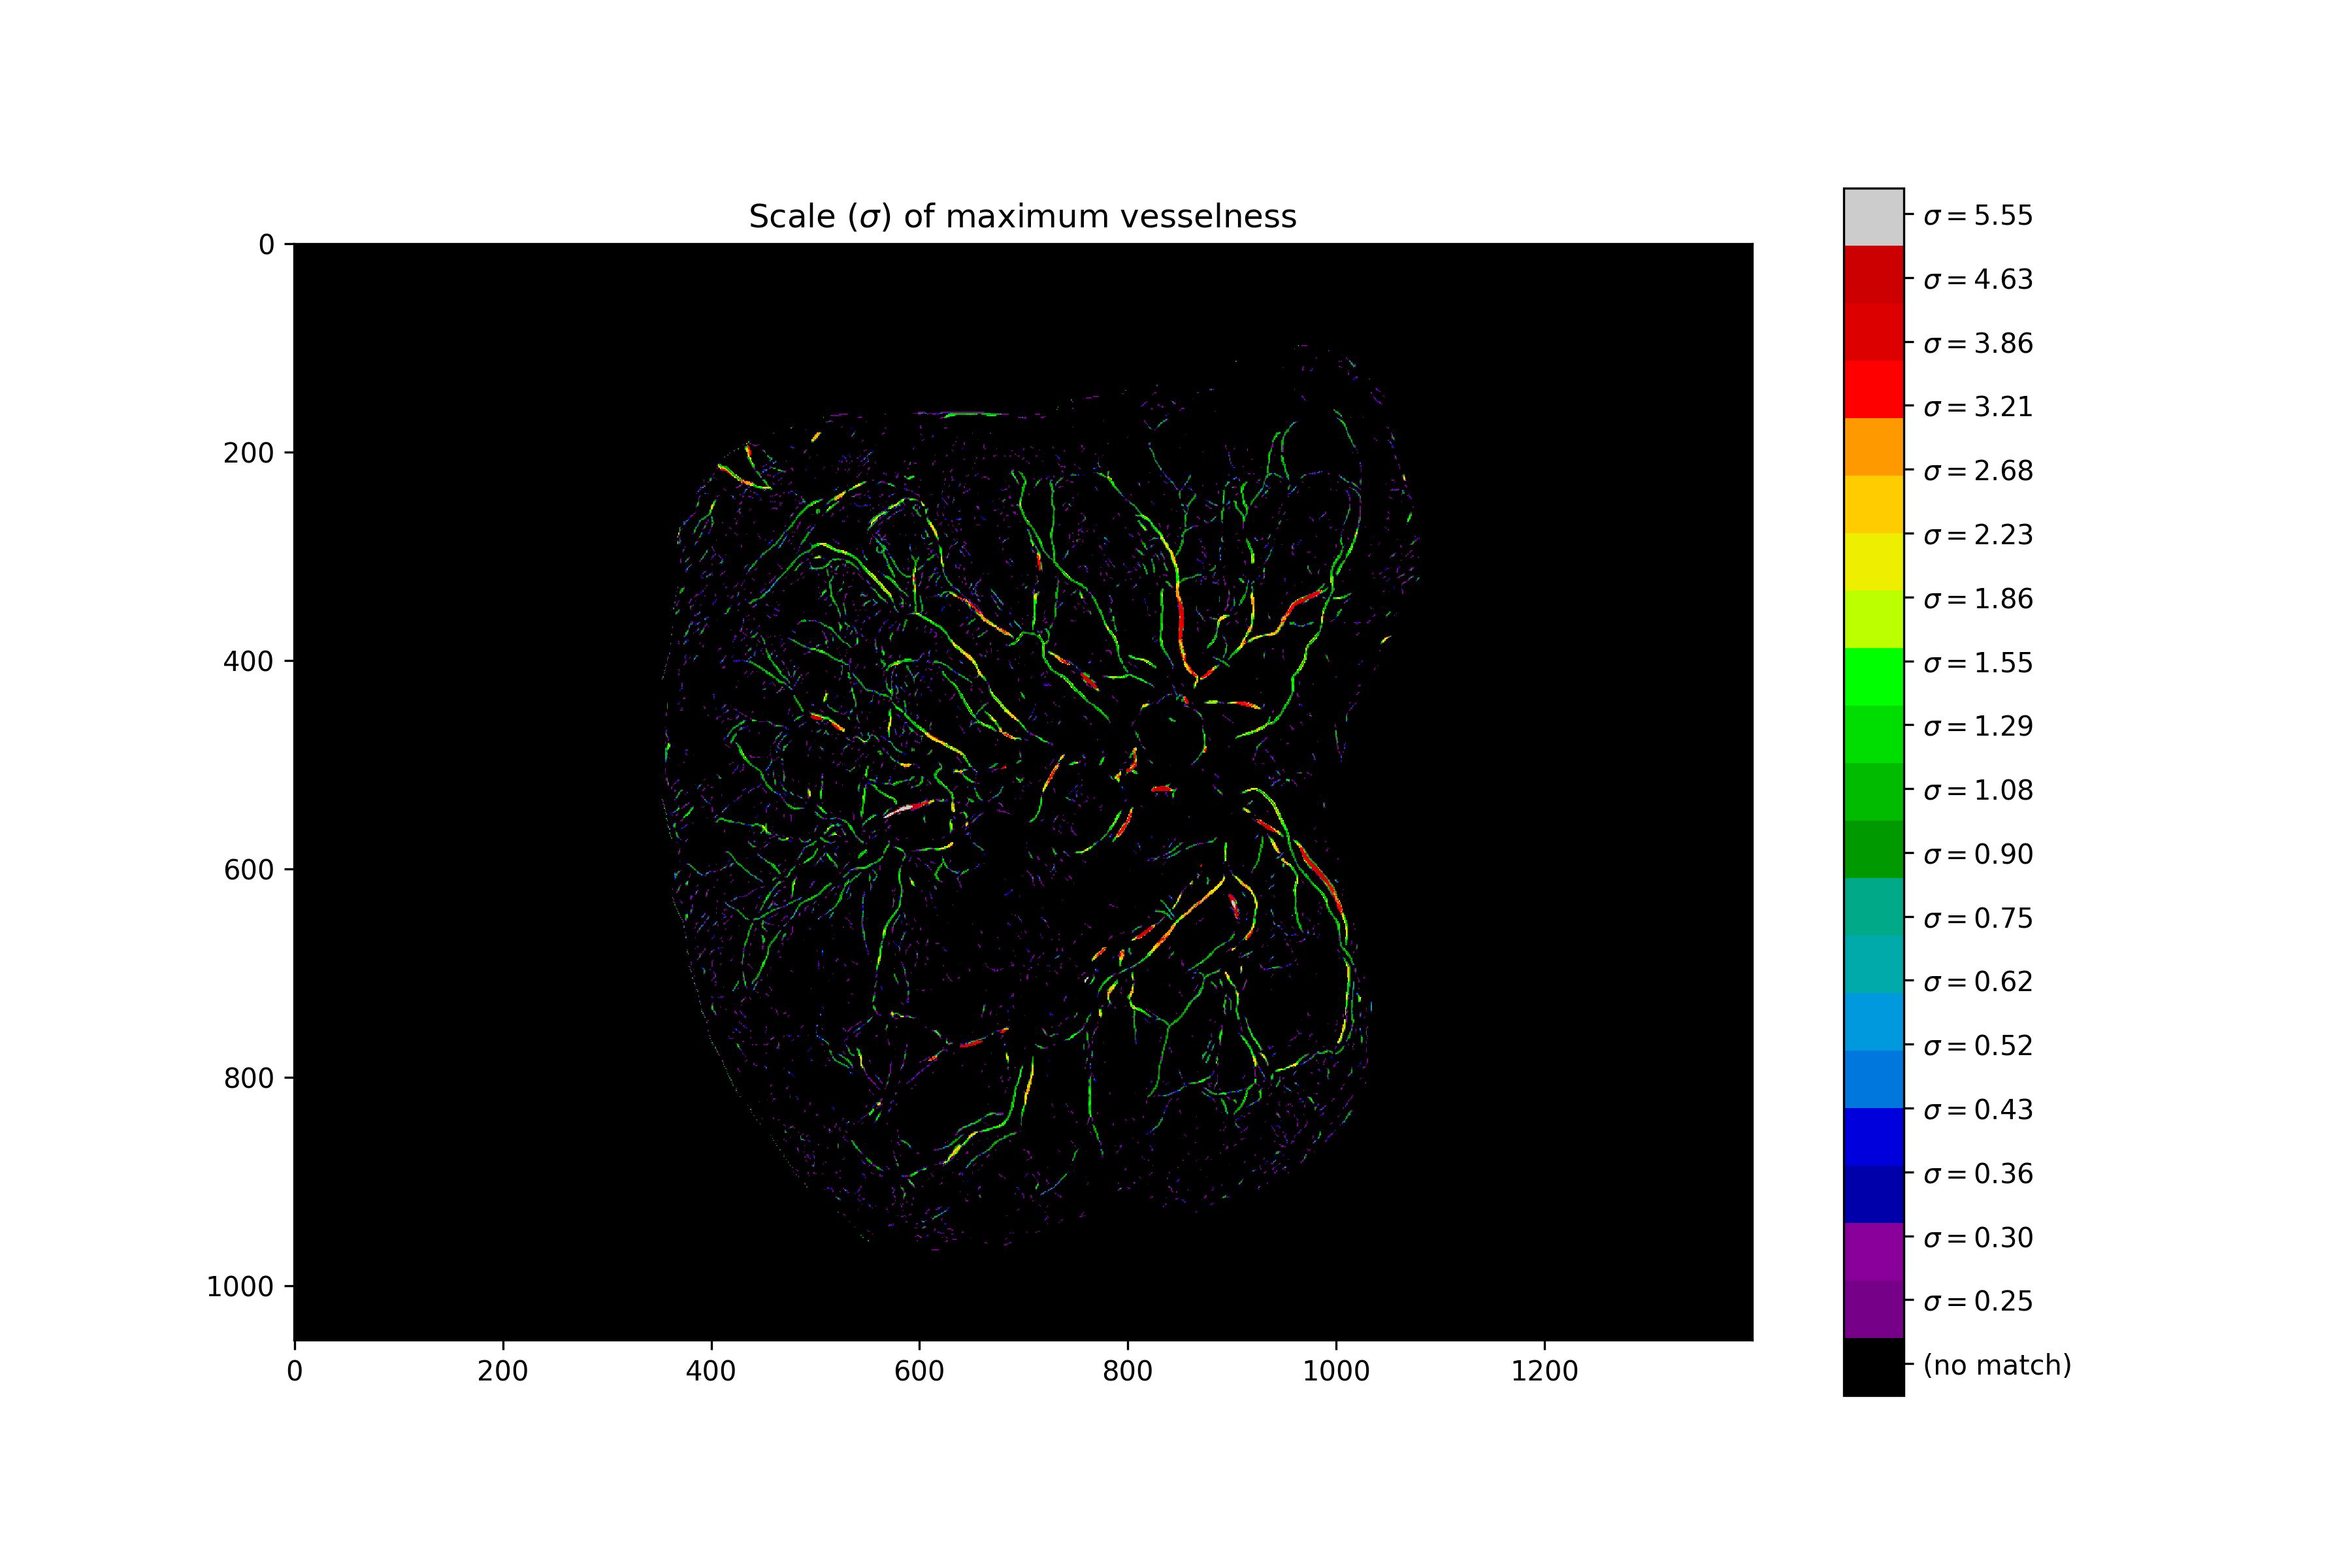 Scale (σ) of maximum vesselness
0
200
400
600
800
1000
0 200 400 600 800 1000 1200
σ = 5.55
σ = 4.63
σ = 3.86
σ = 3.21
σ = 2.68
σ = 2.23
σ = 1.86
σ = 1.55
σ = 1.29
σ = 1.08
σ = 0.90
σ = 0.75
σ = 0.62
σ = 0.52
σ = 0.43
σ = 0.36
σ = 0.30
σ = 0.25
(no match)